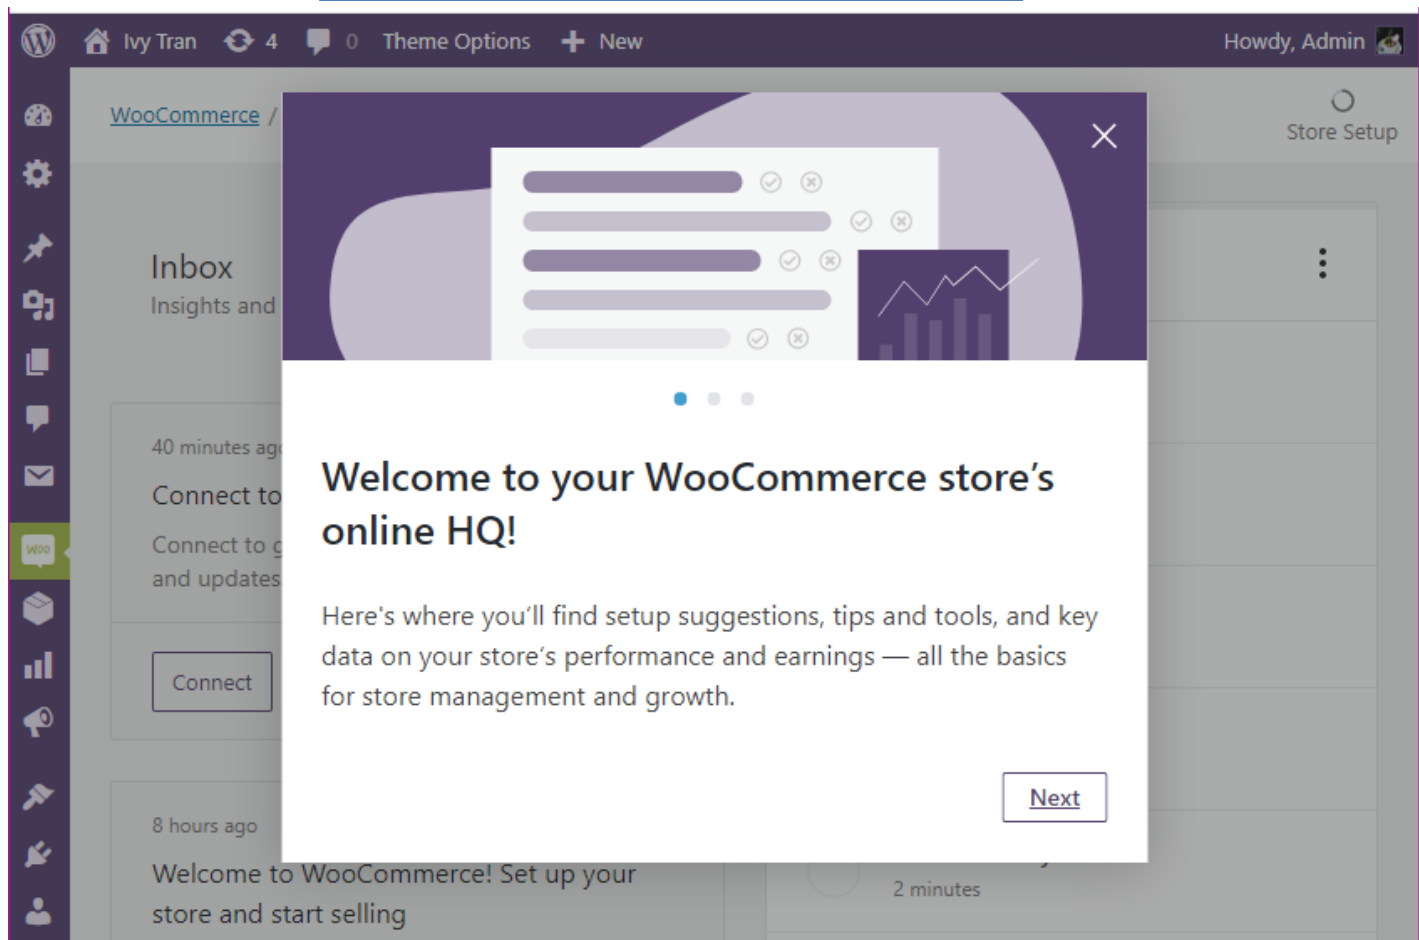 Ivy Tran 4 0 Theme Options New Howdy, Admin
WooCommerce /
Store Setup
Inbox
Insights and
40 minutes ago
Connect to
Connect to
and updates
Connect
8 hours ago
Welcome to WooCommerce! Set up your
store and start selling
Welcome to your WooCommerce store’s
online HQ!
Here's where you’ll find setup suggestions, tips and tools, and key
data on your store’s performance and earnings — all the basics
for store management and growth.
Next
Woo
2 minutes